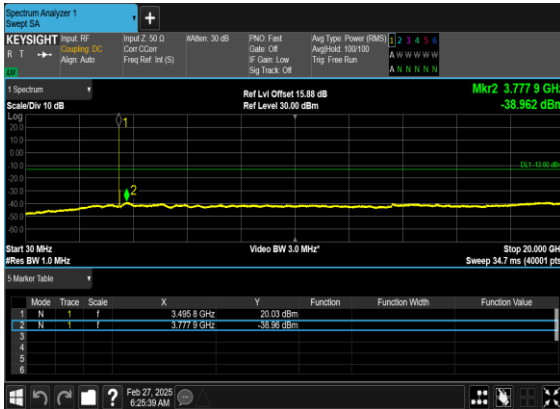 Spectrum Analyzer 1
Swept SA
+
KEYSIGHT Input: RF Input Z: 50 Ω #Atten: 30 dB PNO: Fast Avg Type: Power (RMS) 1 2 3 4 5 6
R T Coupling: DC Corr CCorr Gate: Off Avg|Hold: 100/100 A W W W W W
Align: Auto Freq Ref: Int (S) IF Gain: Low Trig: Free Run
Sig Track: Off A N N N N N
1 Spectrum Ref Lvl Offset 15.88 dB Mkr2 3.777 9 GHz
Scale/Div 10 dB Ref Level 30.00 dBm -38.962 dBm
Log
20.0
10.0
0.00
-10.0
-20.0
-30.0
-40.0
-50.0
-60.0
1
2
DL1 -13.00 dBm
Start 30 MHz Video BW 3.0 MHz* Stop 20.000 GHz
#Res BW 1.0 MHz Sweep 34.7 ms (40001 pts)
5 Marker Table
Mode Trace Scale X Y Function Function Width Function Value
1 N 1 f 3.495 8 GHz 20.03 dBm
2 N 1 f 3.777 9 GHz -38.96 dBm
3
4
5
6
? Feb 27, 2025
6:25:39 AM